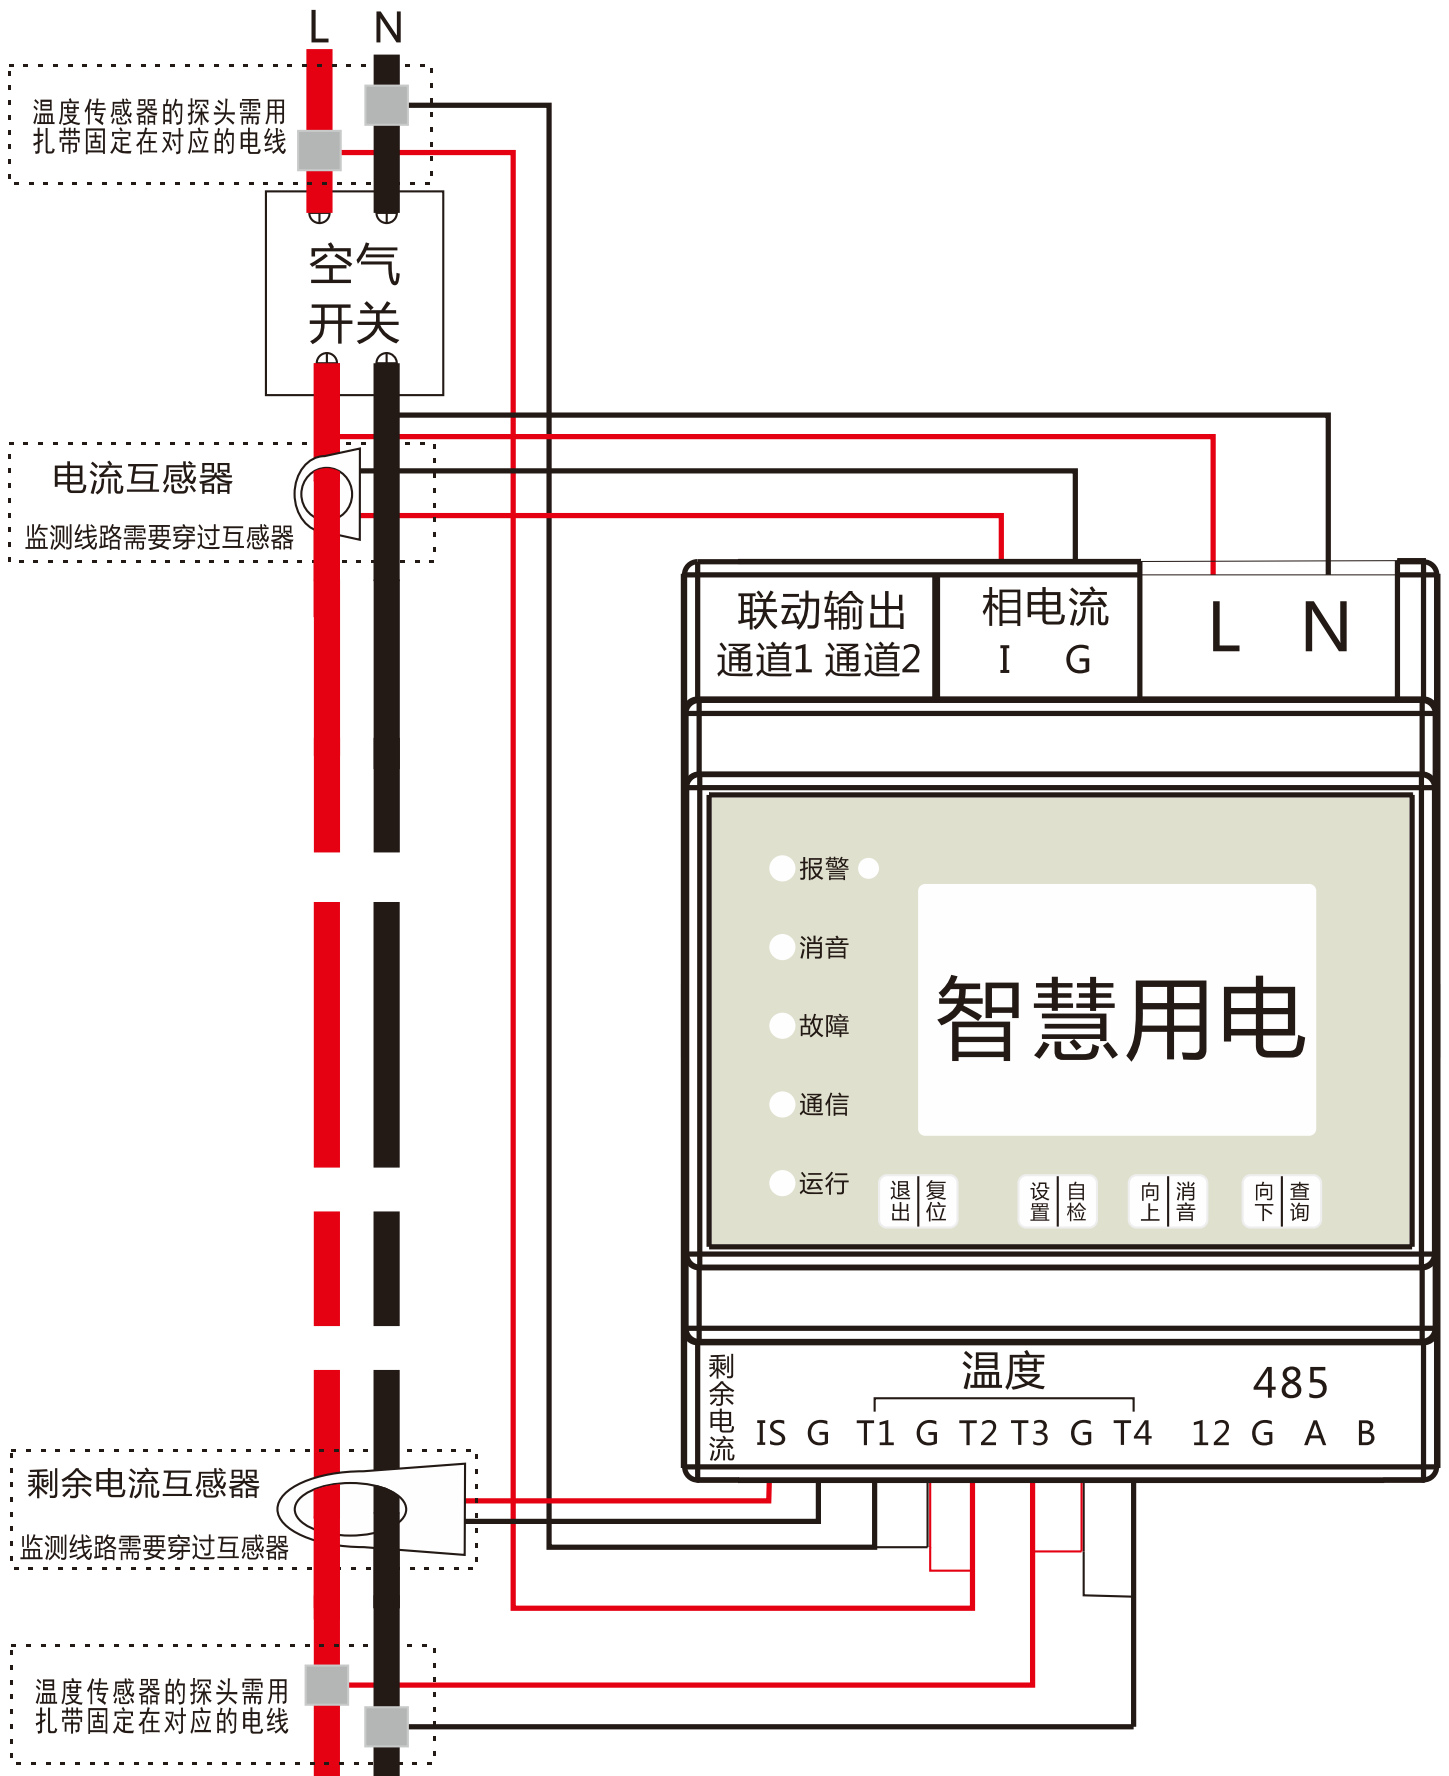 L N
温度传感器的探头需用
扎带固定在对应的电线
空气
开关
电流互感器
监测线路需要穿过互感器
联动输出
通道1 通道2
相电流
I G
L N
报警
消音
故障
通信
运行
智慧用电
退出
复位
设置
自检
向上
消音
向下
查询
剩余电流
温度
485
IS G T1 G T2 T3 G T4 12 G A B
剩余电流互感器
监测线路需要穿过互感器
温度传感器的探头需用
扎带固定在对应的电线